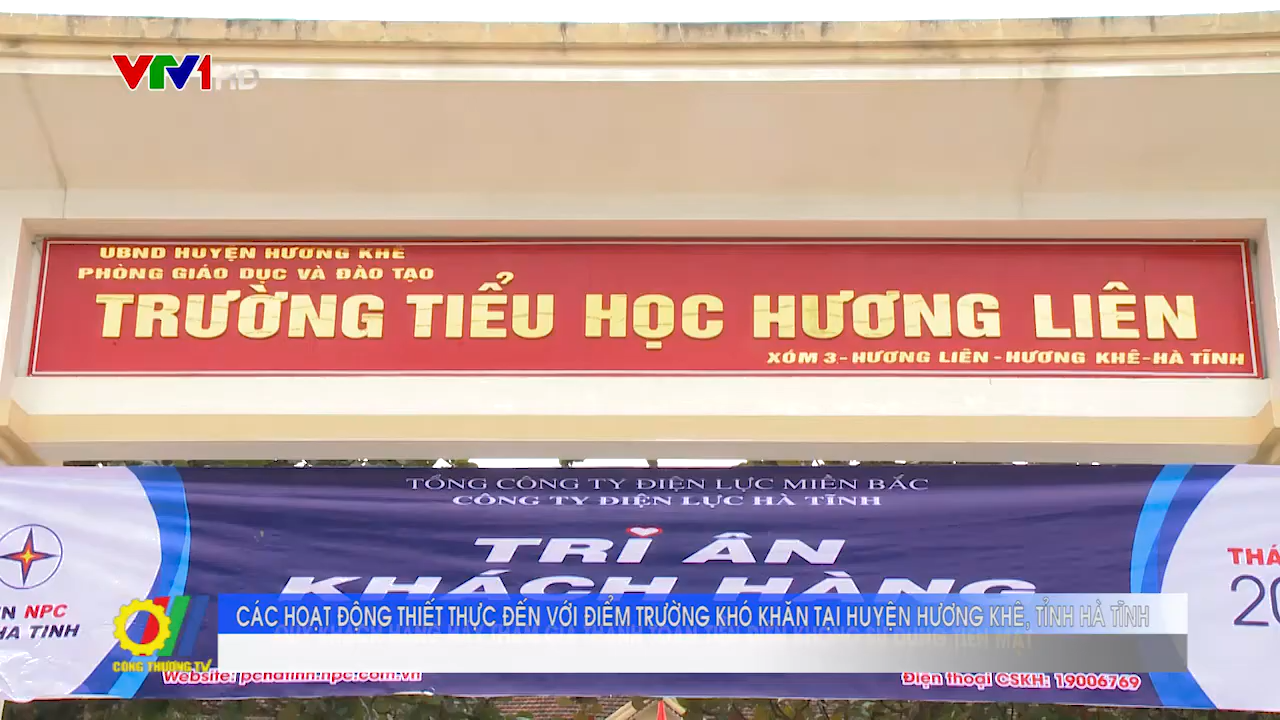 VTV1 HD
UBND HUYỆN HƯƠNG KHÊ
PHÒNG GIÁO DỤC VÀ ĐÀO TẠO
TRƯỜNG TIỂU HỌC HƯƠNG LIÊN
XÓM 3-HƯƠNG LIÊN-HƯƠNG KHÊ-HÀ TĨNH
TỔNG CÔNG TY ĐIỆN LỰC MIỀN BẮC
CÔNG TY ĐIỆN LỰC HÀ TĨNH
TRI ÂN
KHÁCH HÀNG
NPC
HA TINH
THÁ
20
CÁC HOẠT ĐỘNG THIẾT THỰC ĐẾN VỚI ĐIỂM TRƯỜNG KHÓ KHĂN TẠI HUYỆN HƯƠNG KHÊ, TỈNH HÀ TĨNH
CÔNG THƯƠNG TV
Website: pchatinh.npc.com.vn
Điện thoại CSKH: 19006769